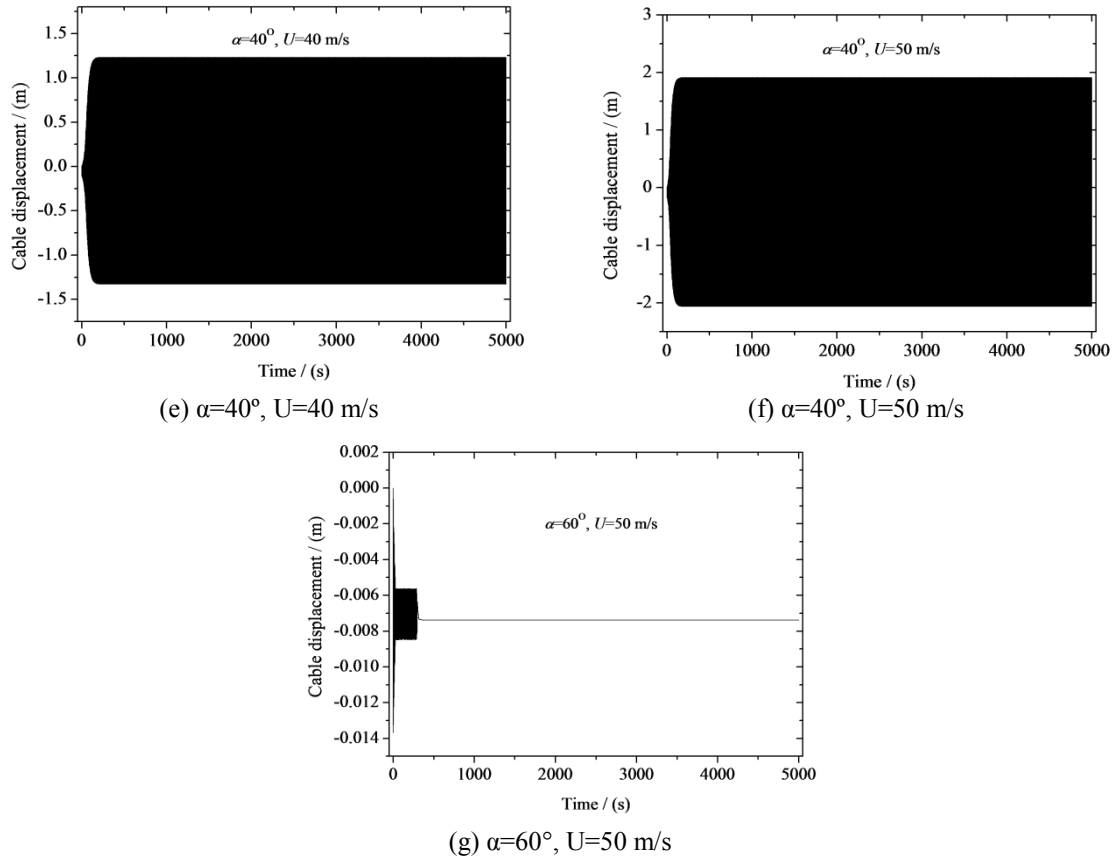 α=40°, U=40 m/s
Cable displacement / (m)
1.5
1.0
0.5
0.0
-0.5
-1.0
-1.5
0 1000 2000 3000 4000 5000
Time / (s)
(e) α=40º, U=40 m/s
α=40°, U=50 m/s
Cable displacement / (m)
3
2
1
0
-1
-2
0 1000 2000 3000 4000 5000
Time / (s)
(f) α=40º, U=50 m/s
α=60°, U=50 m/s
Cable displacement / (m)
0.002
0.000
-0.002
-0.004
-0.006
-0.008
-0.010
-0.012
-0.014
0 1000 2000 3000 4000 5000
Time / (s)
(g) α=60°, U=50 m/s